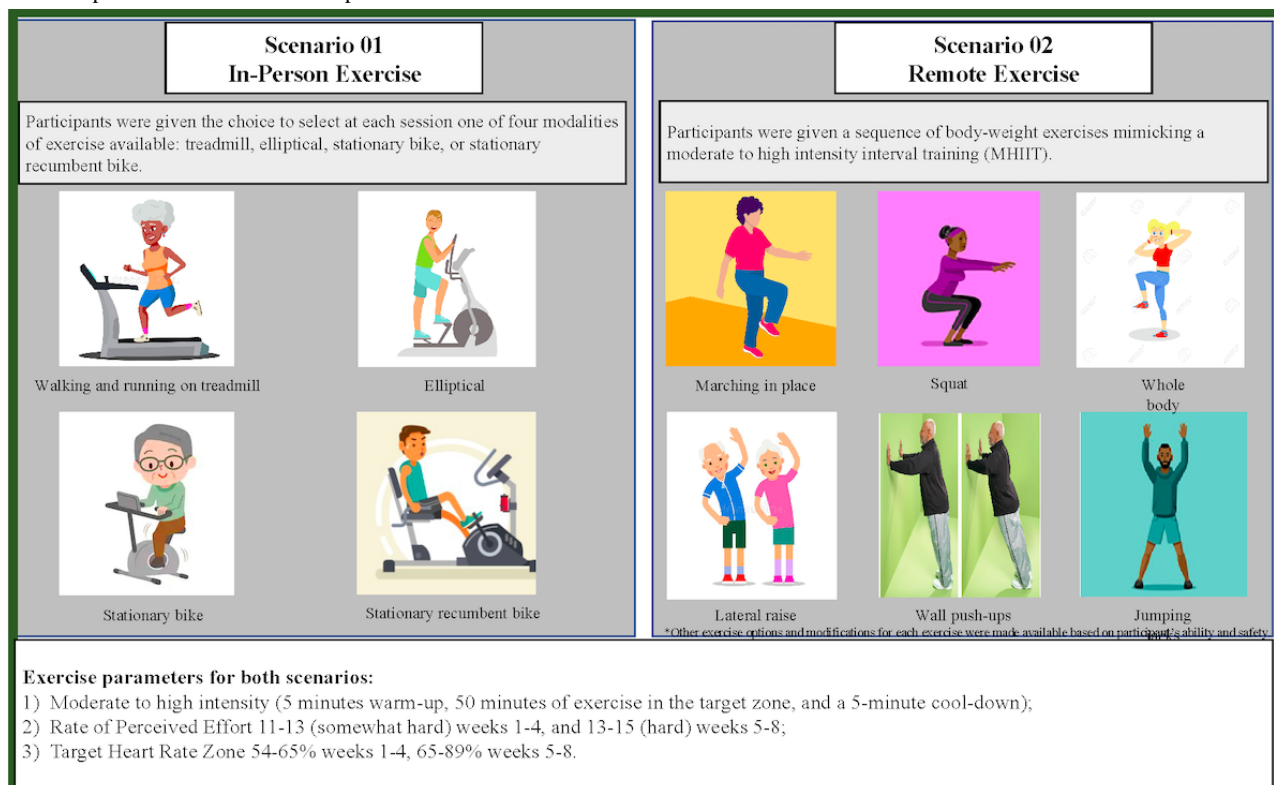 Scenario 01
In-Person Exercise
Participants were given the choice to select at each session one of four modalities
of exercise available: treadmill, elliptical, stationary bike, or stationary
recumbent bike.
Walking and running on treadmill
Elliptical
Stationary bike
Stationary recumbent bike
Scenario 02
Remote Exercise
Participants were given a sequence of body-weight exercises mimicking a
moderate to high intensity interval training (MHIIT).
Marching in place
Squat
Whole
body
Lateral raise
Wall push-ups
Jumping
*Other exercise options and modifications for each exercise were made available based on participant's ability and safety
Exercise parameters for both scenarios:
1) Moderate to high intensity (5 minutes warm-up, 50 minutes of exercise in the target zone, and a 5-minute cool-down);
2) Rate of Perceived Effort 11-13 (somewhat hard) weeks 1-4, and 13-15 (hard) weeks 5-8;
3) Target Heart Rate Zone 54-65% weeks 1-4, 65-89% weeks 5-8.